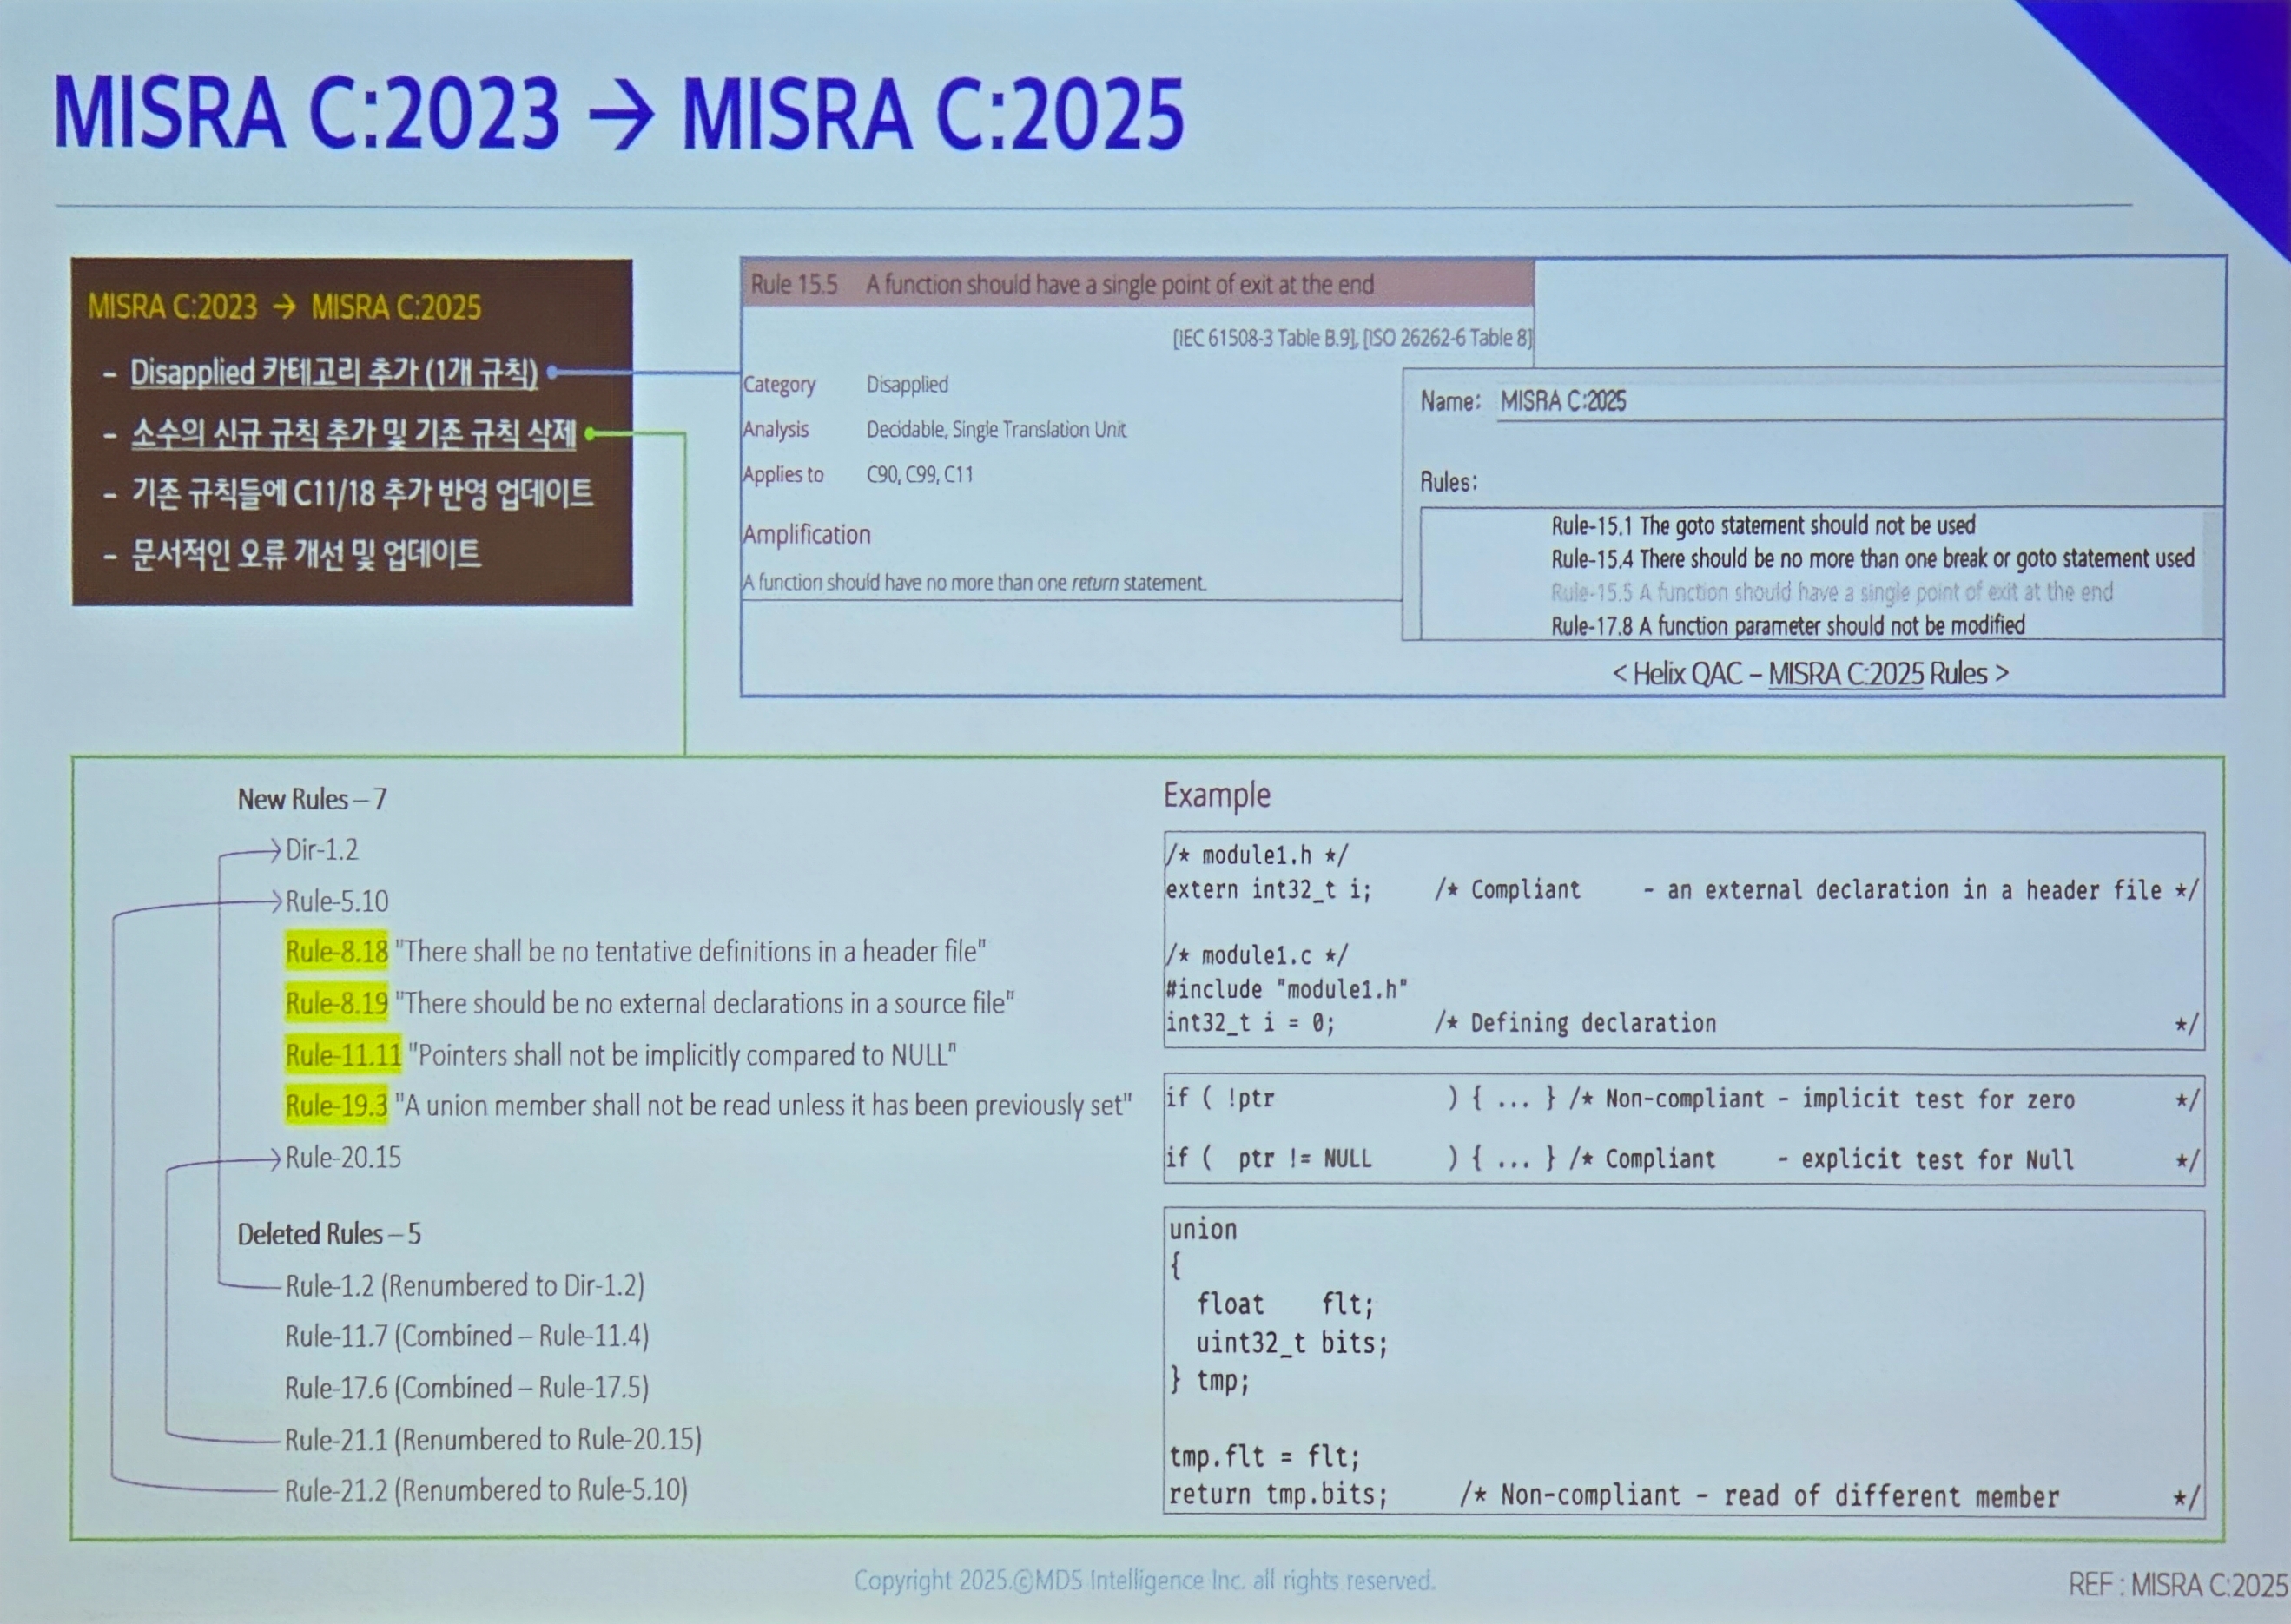 MISRA C:2023 → MISRA C:2025
MISRA C:2023 → MISRA C:2025
- Disapplied 카테고리 추가 (1개 규칙)
- 소수의 신규 규칙 추가 및 기존 규칙 삭제
- 기존 규칙들에 C11/18 추가 반영 업데이트
- 문서적인 오류 개선 및 업데이트
Rule 15.5 A function should have a single point of exit at the end
[IEC 61508-3 Table B.9], [ISO 26262-6 Table 8]
Category Disapplied
Analysis Decidable, Single Translation Unit
Applies to C90, C99, C11
Amplification
A function should have no more than one return statement.
Name: MISRA C:2025
Rules:
Rule-15.1 The goto statement should not be used
Rule-15.4 There should be no more than one break or goto statement used
Rule-15.5 A function should have a single point of exit at the end
Rule-17.8 A function parameter should not be modified
< Helix QAC – MISRA C:2025 Rules >
New Rules – 7
Dir-1.2
Rule-5.10
Rule-8.18 "There shall be no tentative definitions in a header file"
Rule-8.19 "There should be no external declarations in a source file"
Rule-11.11 "Pointers shall not be implicitly compared to NULL"
Rule-19.3 "A union member shall not be read unless it has been previously set"
Rule-20.15
Deleted Rules – 5
Rule-1.2 (Renumbered to Dir-1.2)
Rule-11.7 (Combined – Rule-11.4)
Rule-17.6 (Combined – Rule-17.5)
Rule-21.1 (Renumbered to Rule-20.15)
Rule-21.2 (Renumbered to Rule-5.10)
Example
/* module1.h */
extern int32_t i; /* Compliant - an external declaration in a header file */
/* module1.c */
#include "module1.h"
int32_t i = 0; /* Defining declaration */
if ( !ptr ) { ... } /* Non-compliant - implicit test for zero */
if ( ptr != NULL ) { ... } /* Compliant - explicit test for Null */
union
{
float flt;
uint32_t bits;
} tmp;
tmp.flt = flt;
return tmp.bits; /* Non-compliant - read of different member */
Copyright 2025.©MDS Intelligence Inc. all rights reserved.
REF : MISRA C:2025